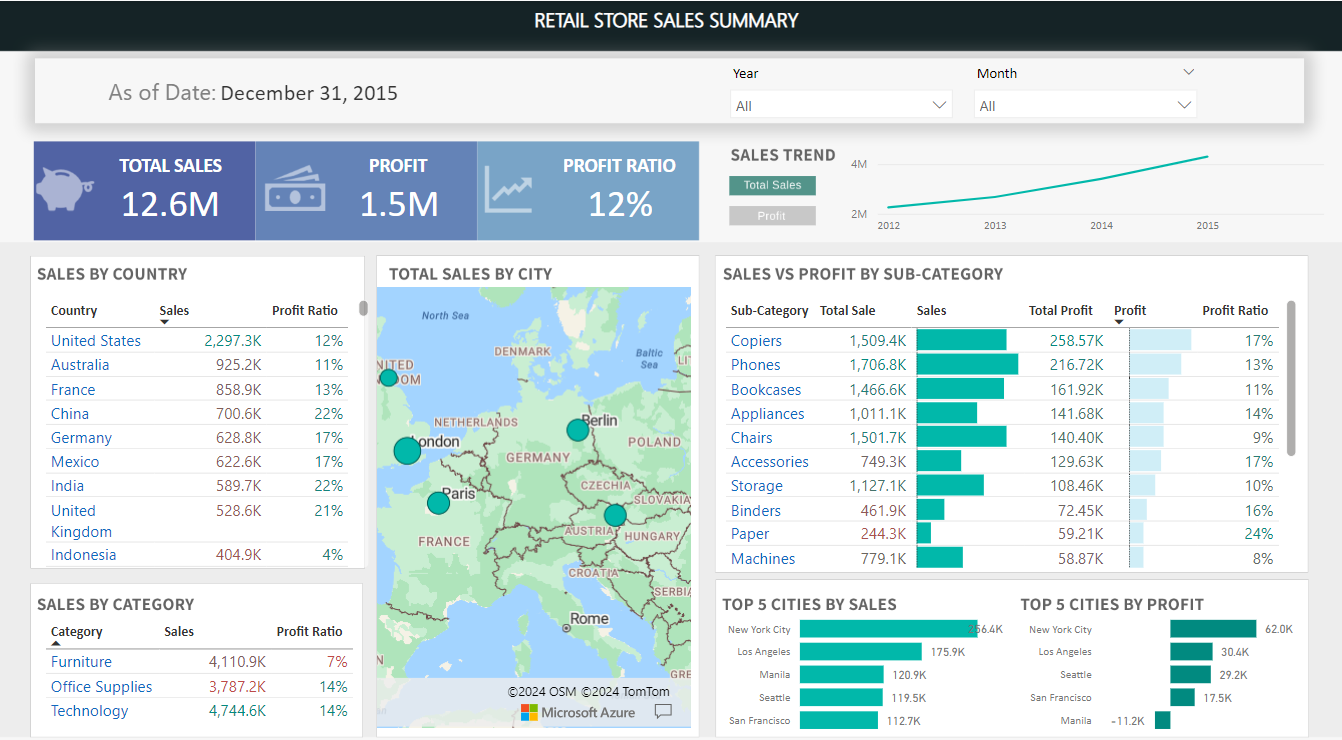 RETAIL STORE SALES SUMMARY
As of Date: December 31, 2015
Year
All
Month
All
TOTAL SALES
12.6M
PROFIT
1.5M
PROFIT RATIO
12%
SALES TREND
Total Sales
Profit
4M
2M
2012 2013 2014 2015
SALES BY COUNTRY
Country Sales Profit Ratio
United States 2,297.3K 12%
Australia 925.2K 11%
France 858.9K 13%
China 700.6K 22%
Germany 628.8K 17%
Mexico 622.6K 17%
India 589.7K 22%
United 528.6K 21%
Kingdom
Indonesia 404.9K 4%
SALES BY CATEGORY
Category Sales Profit Ratio
Furniture 4,110.9K 7%
Office Supplies 3,787.2K 14%
Technology 4,744.6K 14%
TOTAL SALES BY CITY
North Sea
DENMARK
Baltic
Sea
LIT
NITED
DOM
NETHERLANDS
Berlin
London
POLAND
GERMANY
Paris
CZECHIA
SLOVAKIA
AUSTRIA
HUNGARY
FRANCE
CROATIA
SERBI
Rome
GRE
©2024 OSM ©2024 TomTom
Microsoft Azure
SALES VS PROFIT BY SUB-CATEGORY
Sub-Category Total Sale Sales Total Profit Profit Profit Ratio
Copiers 1,509.4K 258.57K 17%
Phones 1,706.8K 216.72K 13%
Bookcases 1,466.6K 161.92K 11%
Appliances 1,011.1K 141.68K 14%
Chairs 1,501.7K 140.40K 9%
Accessories 749.3K 129.63K 17%
Storage 1,127.1K 108.46K 10%
Binders 461.9K 72.45K 16%
Paper 244.3K 59.21K 24%
Machines 779.1K 58.87K 8%
TOP 5 CITIES BY SALES
New York City 256.4K
Los Angeles 175.9K
Manila 120.9K
Seattle 119.5K
San Francisco 112.7K
TOP 5 CITIES BY PROFIT
New York City 62.0K
Los Angeles 30.4K
Seattle 29.2K
San Francisco 17.5K
Manila -11.2K